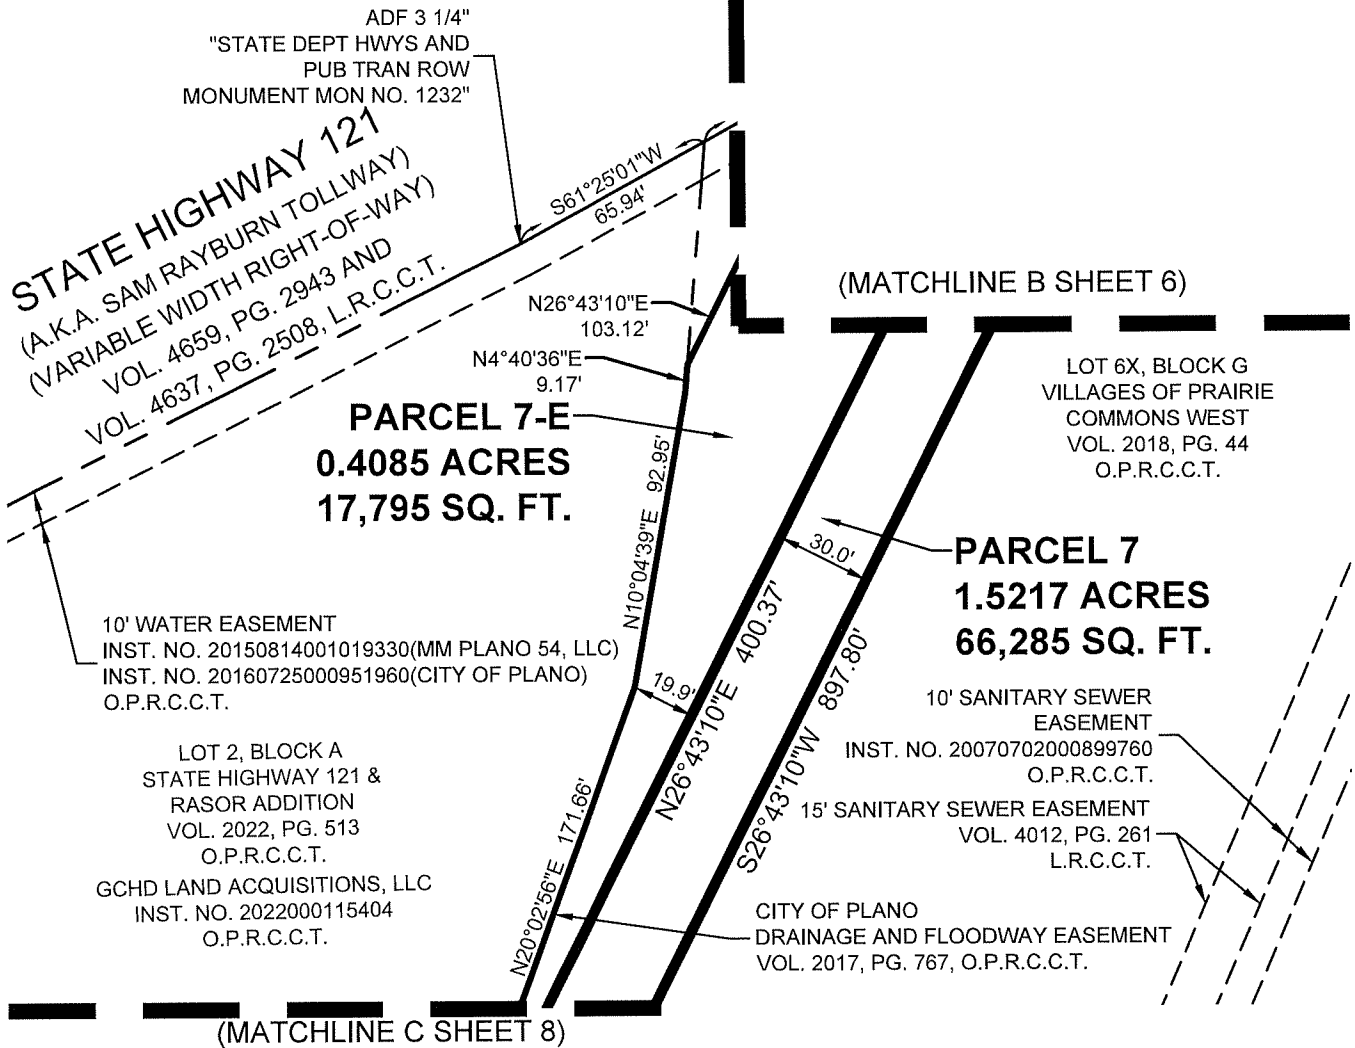 ADF 3 1/4"
"STATE DEPT HWYS AND
PUB TRAN ROW
MONUMENT MON NO. 1232"
STATE HIGHWAY 121
(A.K.A. SAM RAYBURN TOLLWAY)
(VARIABLE WIDTH RIGHT-OF-WAY)
VOL. 4659, PG. 2943 AND
VOL. 4637, PG. 2508, L.R.C.C.T.
S61°25'01"W
65.94'
(MATCHLINE B SHEET 6)
N26°43'10"E
103.12'
N4°40'36"E
9.17'
PARCEL 7-E
0.4085 ACRES
17,795 SQ. FT.
LOT 6X, BLOCK G
VILLAGES OF PRAIRIE
COMMONS WEST
VOL. 2018, PG. 44
O.P.R.C.C.T.
N10°04'39"E 92.95'
30.0'
PARCEL 7
1.5217 ACRES
66,285 SQ. FT.
10' WATER EASEMENT
INST. NO. 20150814001019330(MM PLANO 54, LLC)
INST. NO. 20160725000951960(CITY OF PLANO)
O.P.R.C.C.T.
19.9'
N26°43'10"E 400.37'
S26°43'10"W 897.80'
10' SANITARY SEWER
EASEMENT
INST. NO. 20070702000899760
O.P.R.C.C.T.
LOT 2, BLOCK A
STATE HIGHWAY 121 &
RASOR ADDITION
VOL. 2022, PG. 513
O.P.R.C.C.T.
GCHD LAND ACQUISITIONS, LLC
INST. NO. 2022000115404
O.P.R.C.C.T.
15' SANITARY SEWER EASEMENT
VOL. 4012, PG. 261
L.R.C.C.T.
N20°02'56"E 171.66'
CITY OF PLANO
DRAINAGE AND FLOODWAY EASEMENT
VOL. 2017, PG. 767, O.P.R.C.C.T.
(MATCHLINE C SHEET 8)